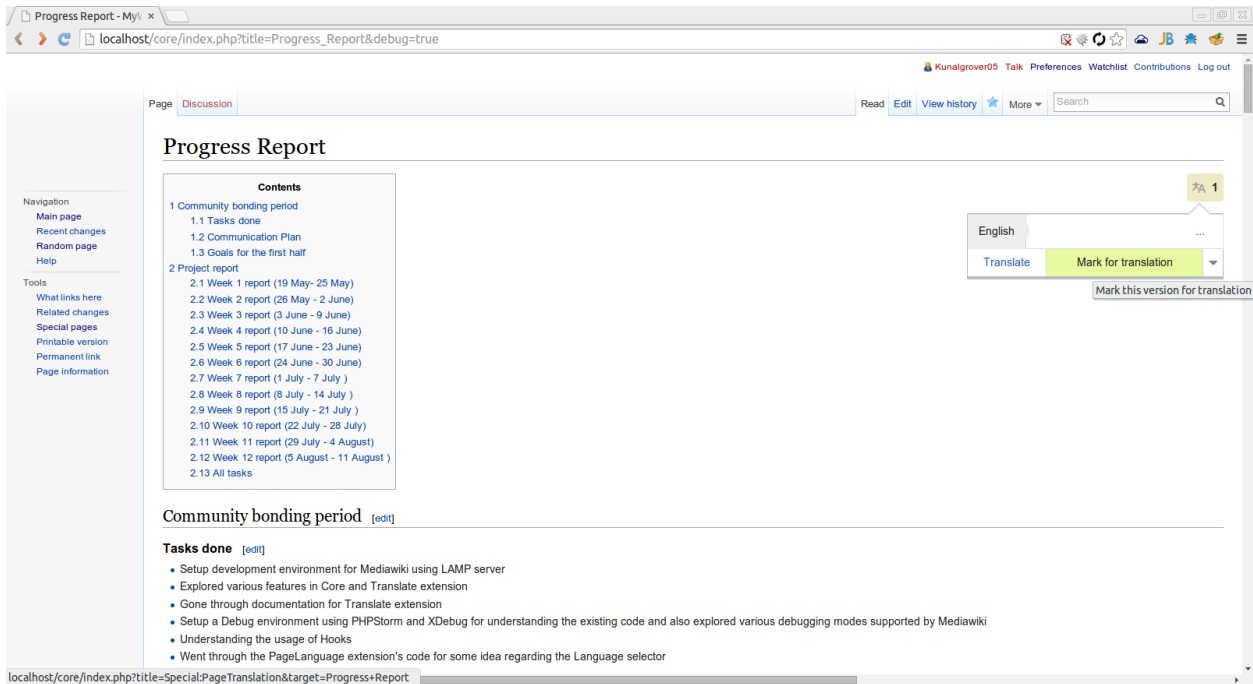 Progress Report - MyW
localhost/core/index.php?title=Progress_Report&debug=true
JB
Kunalgrover05 Talk Preferences Watchlist Contributions Log out
Page Discussion
Read Edit View history More Search
Progress Report
Contents
1 Community bonding period
1.1 Tasks done
1.2 Communication Plan
1.3 Goals for the first half
2 Project report
2.1 Week 1 report (19 May- 25 May)
2.2 Week 2 report (26 May - 2 June)
2.3 Week 3 report (3 June - 9 June)
2.4 Week 4 report (10 June - 16 June)
2.5 Week 5 report (17 June - 23 June)
2.6 Week 6 report (24 June - 30 June)
2.7 Week 7 report (1 July - 7 July )
2.8 Week 8 report (8 July - 14 July )
2.9 Week 9 report (15 July - 21 July )
2.10 Week 10 report (22 July - 28 July)
2.11 Week 11 report (29 July - 4 August)
2.12 Week 12 report (5 August - 11 August )
2.13 All tasks
文A 1
English ...
Translate Mark for translation
Mark this version for translation
Navigation
Main page
Recent changes
Random page
Help
Tools
What links here
Related changes
Special pages
Printable version
Permanent link
Page information
Community bonding period [edit]
Tasks done [edit]
• Setup development environment for Mediawiki using LAMP server
• Explored various features in Core and Translate extension
• Gone through documentation for Translate extension
• Setup a Debug environment using PHPStorm and XDebug for understanding the existing code and also explored various debugging modes supported by Mediawiki
• Understanding the usage of Hooks
• Went through the PageLanguage extension's code for some idea regarding the Language selector
localhost/core/index.php?title=Special:PageTranslation&target=Progress+Report